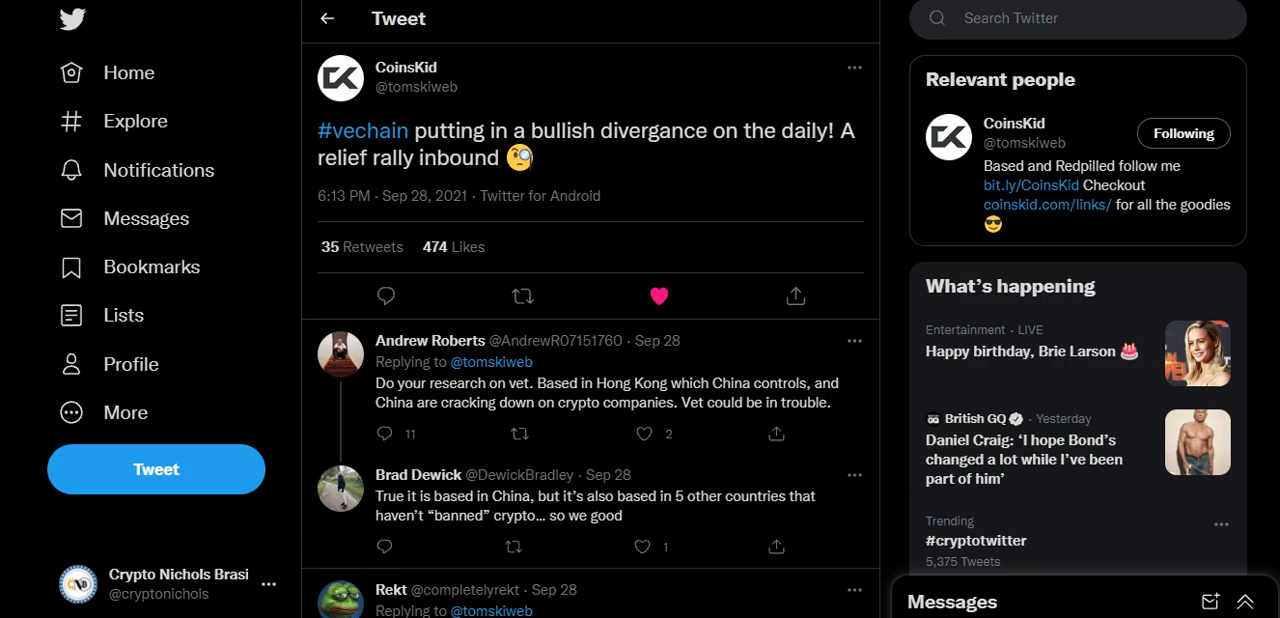 Home
Explore
Notifications
Messages
Bookmarks
Lists
Profile
More
Tweet
Crypto Nichols Brasi
@cryptonichols
Tweet
CoinsKid
@tomskiweb
#vechain putting in a bullish divergance on the daily! A
relief rally inbound 🧐
6:13 PM · Sep 28, 2021 · Twitter for Android
35 Retweets 474 Likes
Andrew Roberts @AndrewR07151760 · Sep 28
Replying to @tomskiweb
Do your research on vet. Based in Hong Kong which China controls, and
China are cracking down on crypto companies. Vet could be in trouble.
11 2
Brad Dewick @DewickBradley · Sep 28
True it is based in China, but it’s also based in 5 other countries that
haven’t “banned” crypto... so we good
1
Rekt @completelyrekt · Sep 28
Replying to @tomskiweb
Search Twitter
Relevant people
CoinsKid
@tomskiweb
Following
Based and Redpilled follow me
bit.ly/CoinsKid Checkout
coinskid.com/links/ for all the goodies
😎
What’s happening
Entertainment · LIVE
Happy birthday, Brie Larson 🎂
British GQ · Yesterday
Daniel Craig: ‘I hope Bond’s
changed a lot while I’ve been
part of him’
Trending
#cryptotwitter
5,375 Tweets
Messages